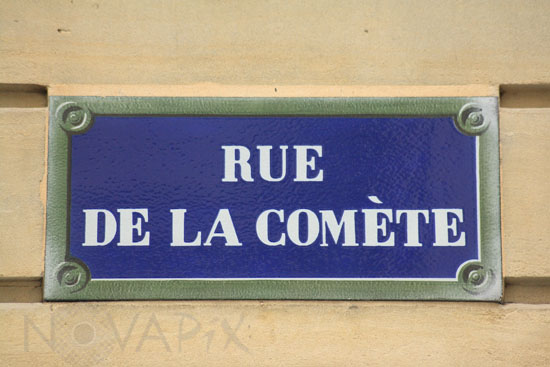 RUE
DE LA COMÈTE
NOVAPIX